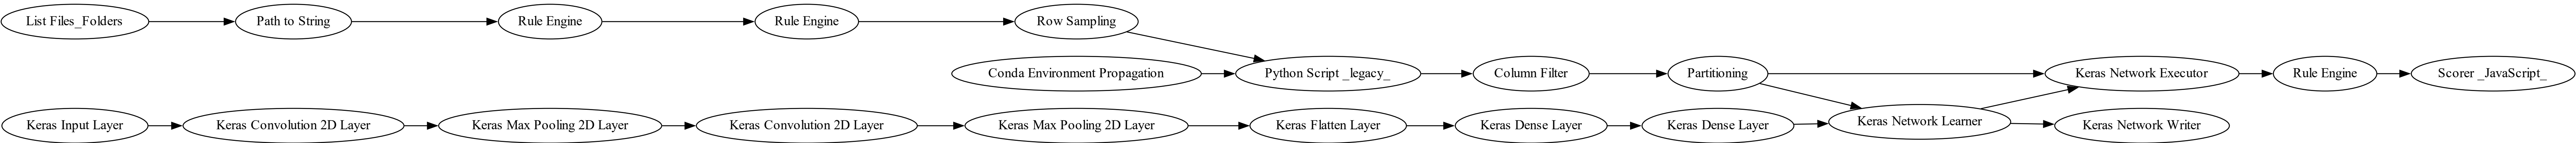 List Files_Folders
Path to String
Rule Engine
Rule Engine
Row Sampling
Conda Environment Propagation
Python Script _legacy_
Column Filter
Partitioning
Keras Network Executor
Rule Engine
Scorer _JavaScript_
Keras Input Layer
Keras Convolution 2D Layer
Keras Max Pooling 2D Layer
Keras Convolution 2D Layer
Keras Max Pooling 2D Layer
Keras Flatten Layer
Keras Dense Layer
Keras Dense Layer
Keras Network Learner
Keras Network Writer